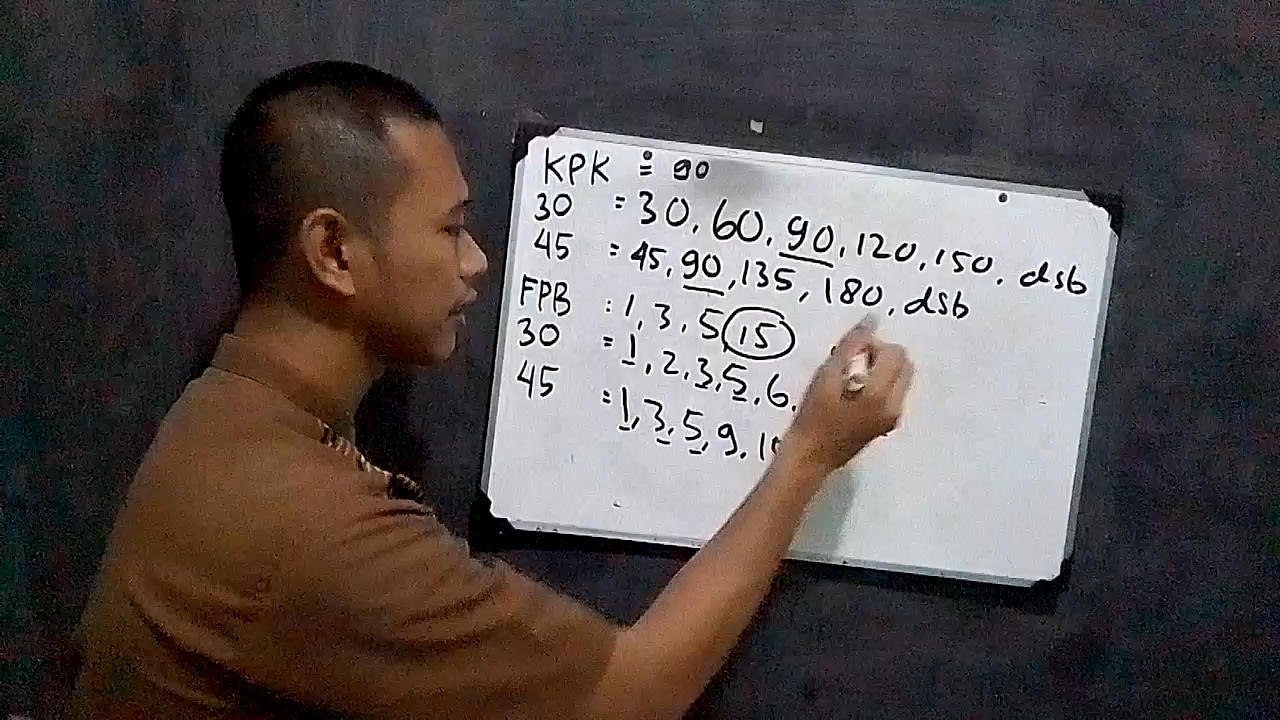 KPK = 90
30 = 30, 60, 90, 120, 150, dsb
45 = 45, 90, 135, 180, dsb
FPB : 1, 3, 5, 15
30 = 1, 2, 3, 5, 6,
45 = 1, 3, 5, 9,